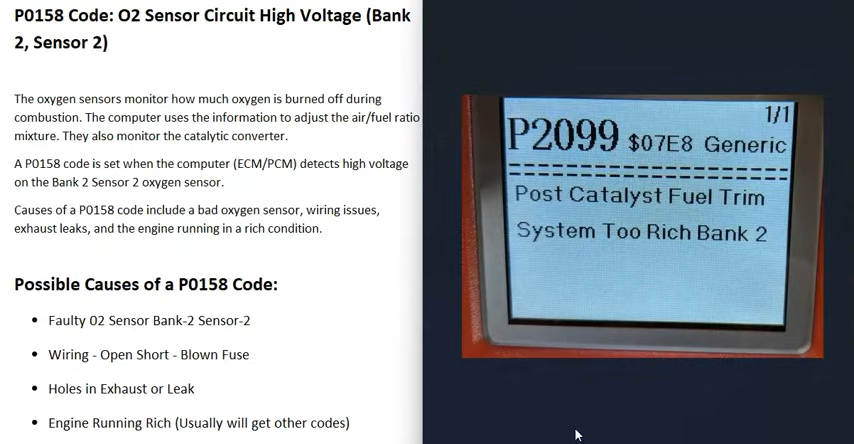 P0158 Code: O2 Sensor Circuit High Voltage (Bank
2, Sensor 2)
The oxygen sensors monitor how much oxygen is burned off during
combustion. The computer uses the information to adjust the air/fuel ratio
mixture. They also monitor the catalytic converter.
A P0158 code is set when the computer (ECM/PCM) detects high voltage
on the Bank 2 Sensor 2 oxygen sensor.
Causes of a P0158 code include a bad oxygen sensor, wiring issues,
exhaust leaks, and the engine running in a rich condition.
Possible Causes of a P0158 Code:
• Faulty 02 Sensor Bank-2 Sensor-2
• Wiring - Open Short - Blown Fuse
• Holes in Exhaust or Leak
• Engine Running Rich (Usually will get other codes)
1/1
P2099 $07E8 Generic
Post Catalyst Fuel Trim
System Too Rich Bank 2